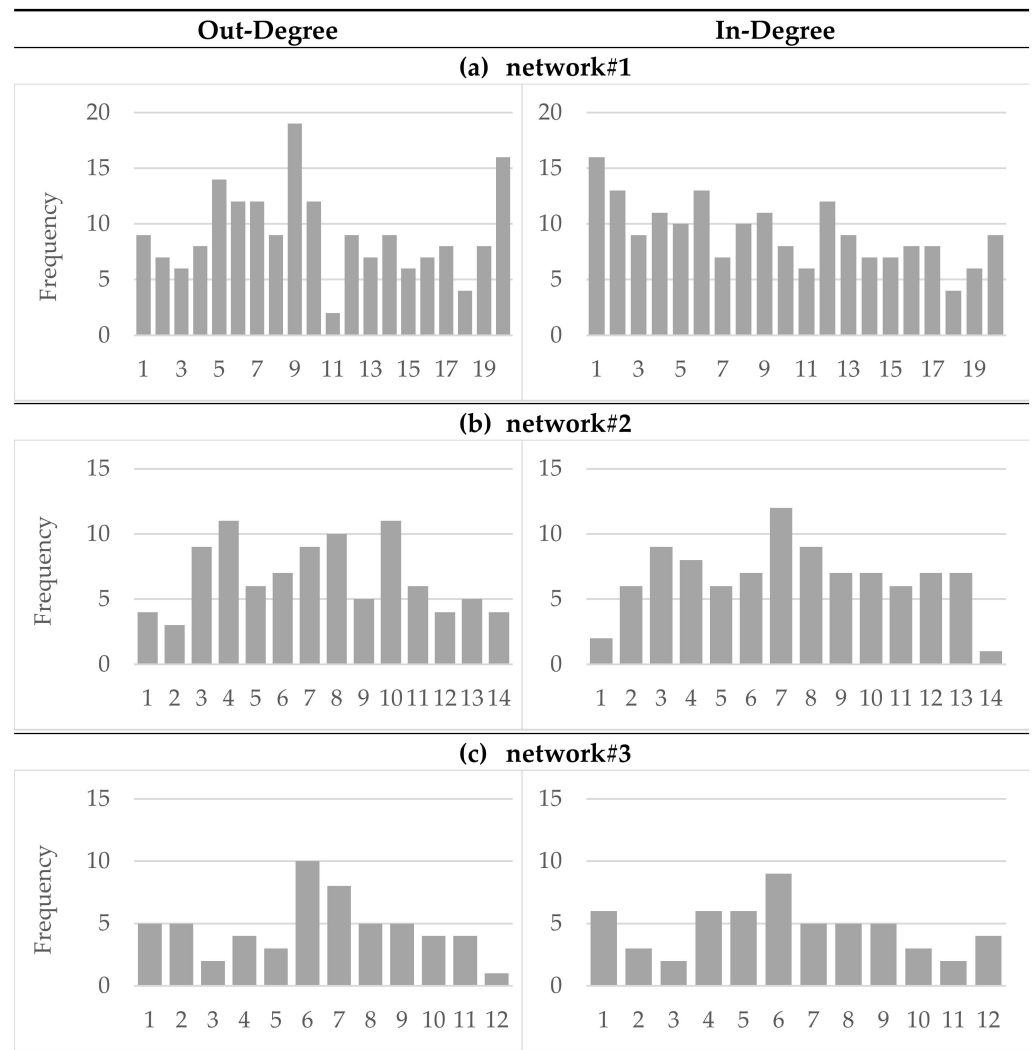 Out-Degree In-Degree
(a) network#1
20
15
10
5
0
Frequency
1 3 5 7 9 11 13 15 17 19
20
15
10
5
0
1 3 5 7 9 11 13 15 17 19
(b) network#2
15
10
5
0
Frequency
1 2 3 4 5 6 7 8 9 10 11 12 13 14
15
10
5
0
1 2 3 4 5 6 7 8 9 10 11 12 13 14
(c) network#3
15
10
5
0
Frequency
1 2 3 4 5 6 7 8 9 10 11 12
15
10
5
0
1 2 3 4 5 6 7 8 9 10 11 12